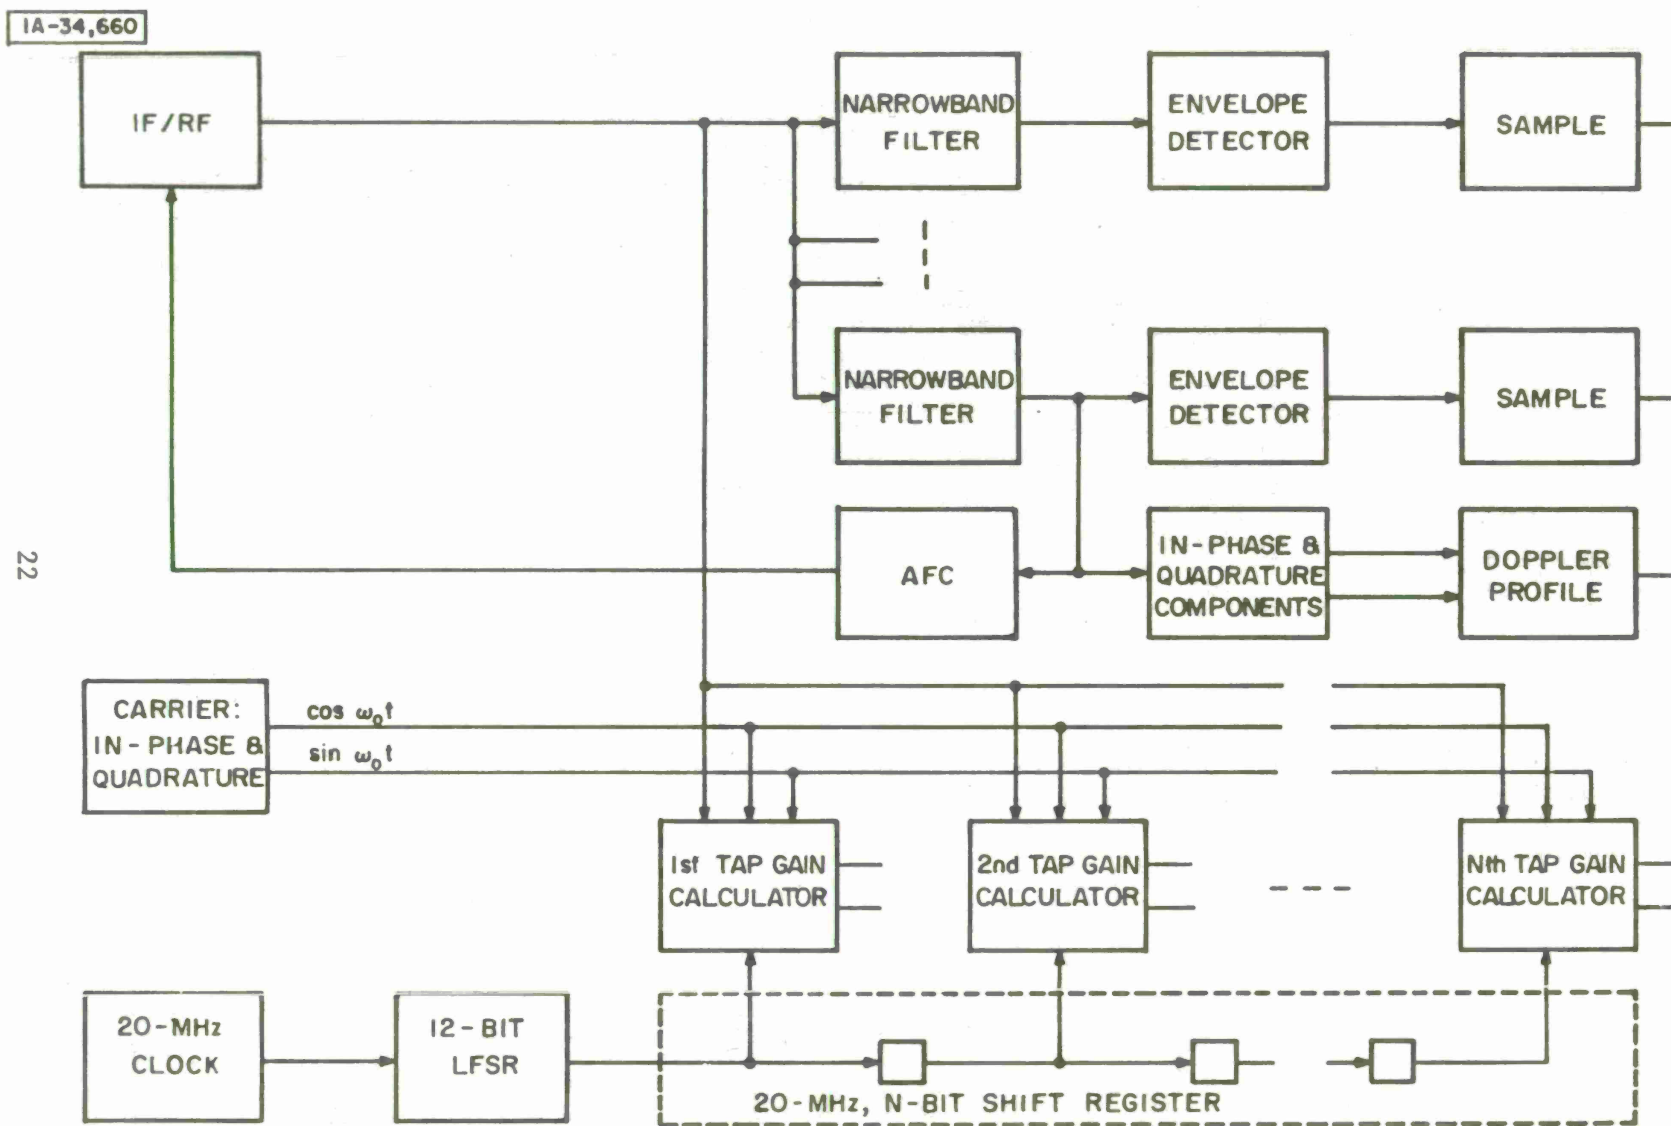 IA-34,660
IF/RF
NARROWBAND
FILTER
ENVELOPE
DETECTOR
SAMPLE
NARROWBAND
FILTER
ENVELOPE
DETECTOR
SAMPLE
22
AFC
IN-PHASE &
QUADRATURE
COMPONENTS
DOPPLER
PROFILE
CARRIER:
IN-PHASE &
QUADRATURE
cos ω₀t
sin ω₀t
1st TAP GAIN
CALCULATOR
2nd TAP GAIN
CALCULATOR
Nth TAP GAIN
CALCULATOR
20-MHz
CLOCK
12-BIT
LFSR
20-MHz, N-BIT SHIFT REGISTER